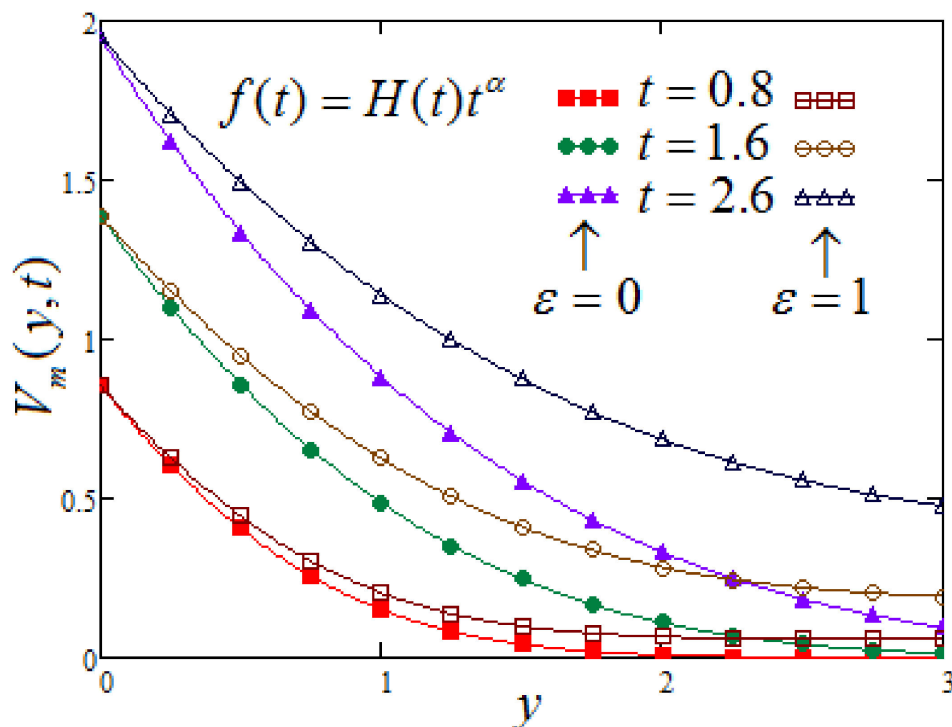 2
f(t) = H(t)t^α
t = 0.8
t = 1.6
1.5
t = 2.6
↑ ↑
ε = 0 ε = 1
V_m(y, t)
1
0.5
0
0 1 2 3
y